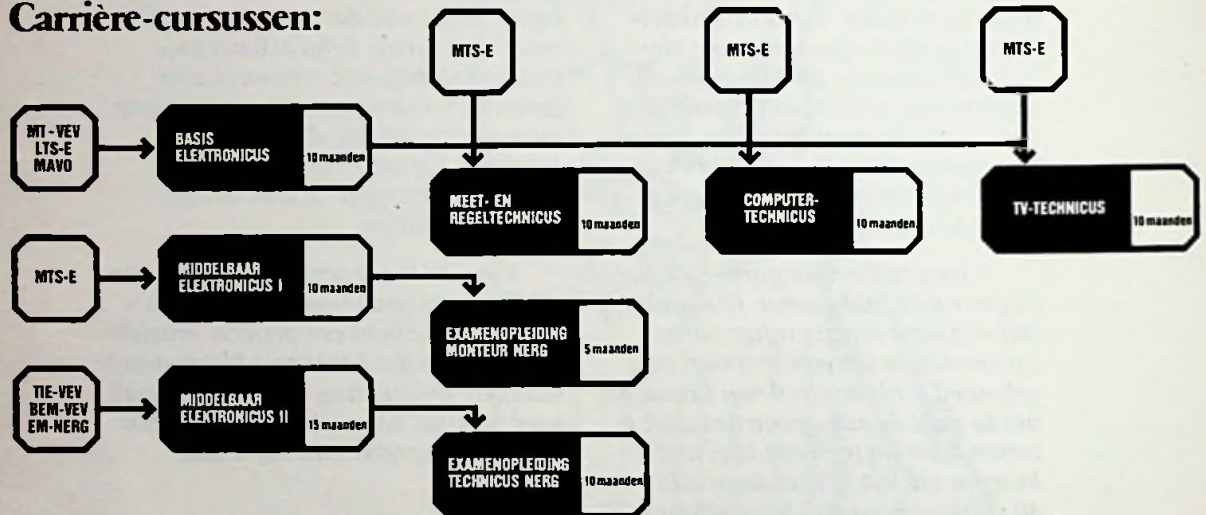 Carrière-cursussen:
MTS-E
MTS-E
MTS-E
MT-VEV
LTS-E
MAVO
BASIS
ELEKTRONICUS
10 maanden
MEET- EN
REGELTECHNICUS
10 maanden
COMPUTER-
TECHNICUS
10 maanden
TV-TECHNICUS
10 maanden
MTS-E
MIDDELBAAR
ELEKTRONICUS I
10 maanden
EXAMENOPLEIDING
MONTEUR NERG
5 maanden
TIE-VEV
BEM-VEV
EM-NERG
MIDDELBAAR
ELEKTRONICUS II
15 maanden
EXAMENOPLEIDING
TECHNICUS NERG
10 maanden